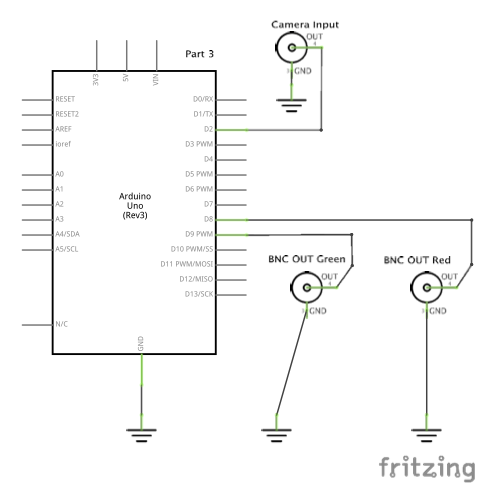 Camera Input
OUT
GND
Part 3
3V3
5V
VIN
RESET
RESET2
AREF
ioref
A0
A1
A2
A3
A4/SDA
A5/SCL
N/C
Arduino
Uno
(Rev3)
D0/RX
D1/TX
D2
D3 PWM
D4
D5 PWM
D6 PWM
D7
D8
D9 PWM
D10 PWM/SS
D11 PWM/MOSI
D12/MISO
D13/SCK
GND
BNC OUT Green
OUT
GND
BNC OUT Red
OUT
GND
fritzing